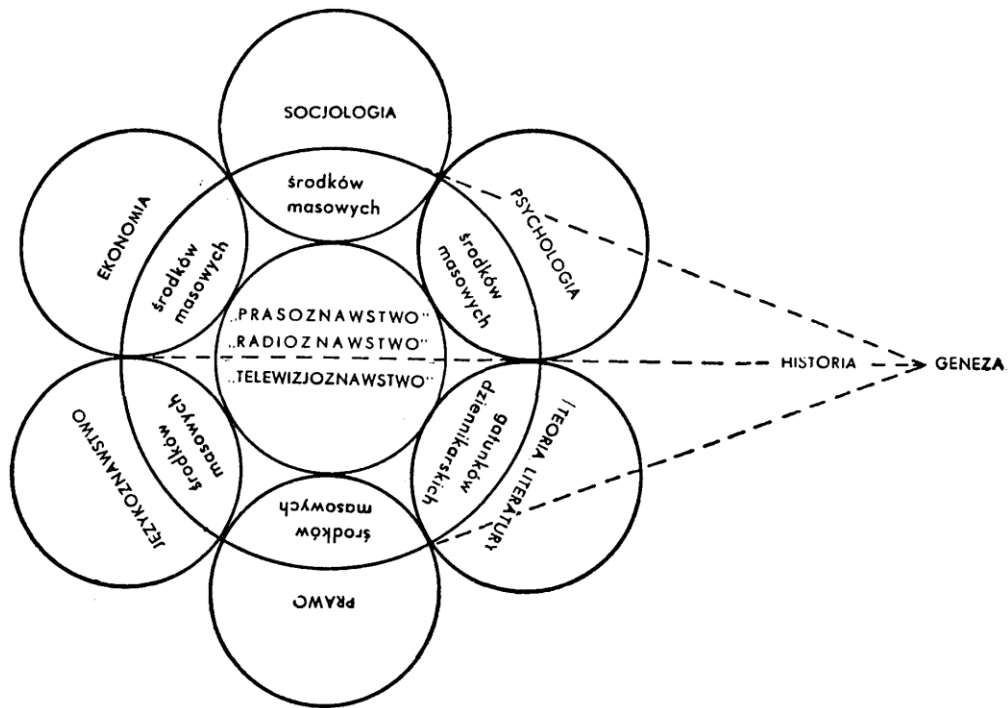 SOCJOLOGIA
środków
masowych
PSYCHOLOGIA
środków
masowych
EKONOMIA
środków
masowych
„PRASOZNAWSTWO"
„RADIOZNAWSTWO"
„TELEWIZJOZNAWSTWO"
HISTORIA
GENEZA
JĘZYKOZNAWSTWO
środków
masowych
TEORIA LITERATURY
gatunków
dziennikarskich
PRAWO
środków
masowych